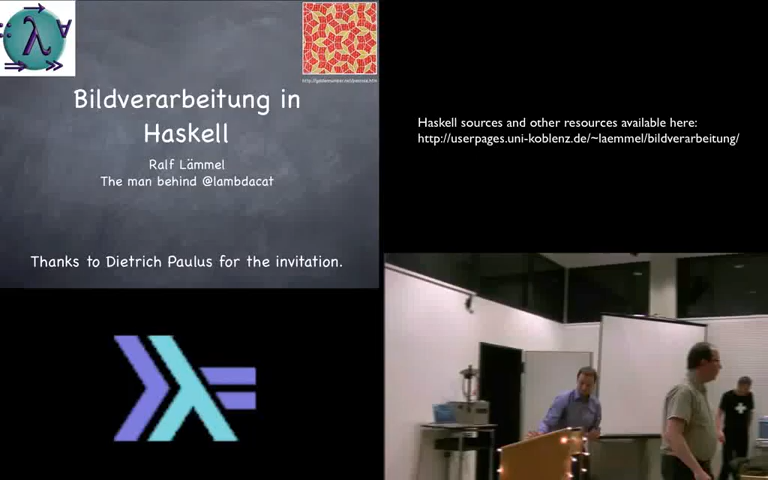 Bildverarbeitung in
Haskell
Ralf Lämmel
The man behind @lambdacat
Thanks to Dietrich Paulus for the invitation.
Haskell sources and other resources available here:
http://userpages.uni-koblenz.de/~laemmel/bildverarbeitung/